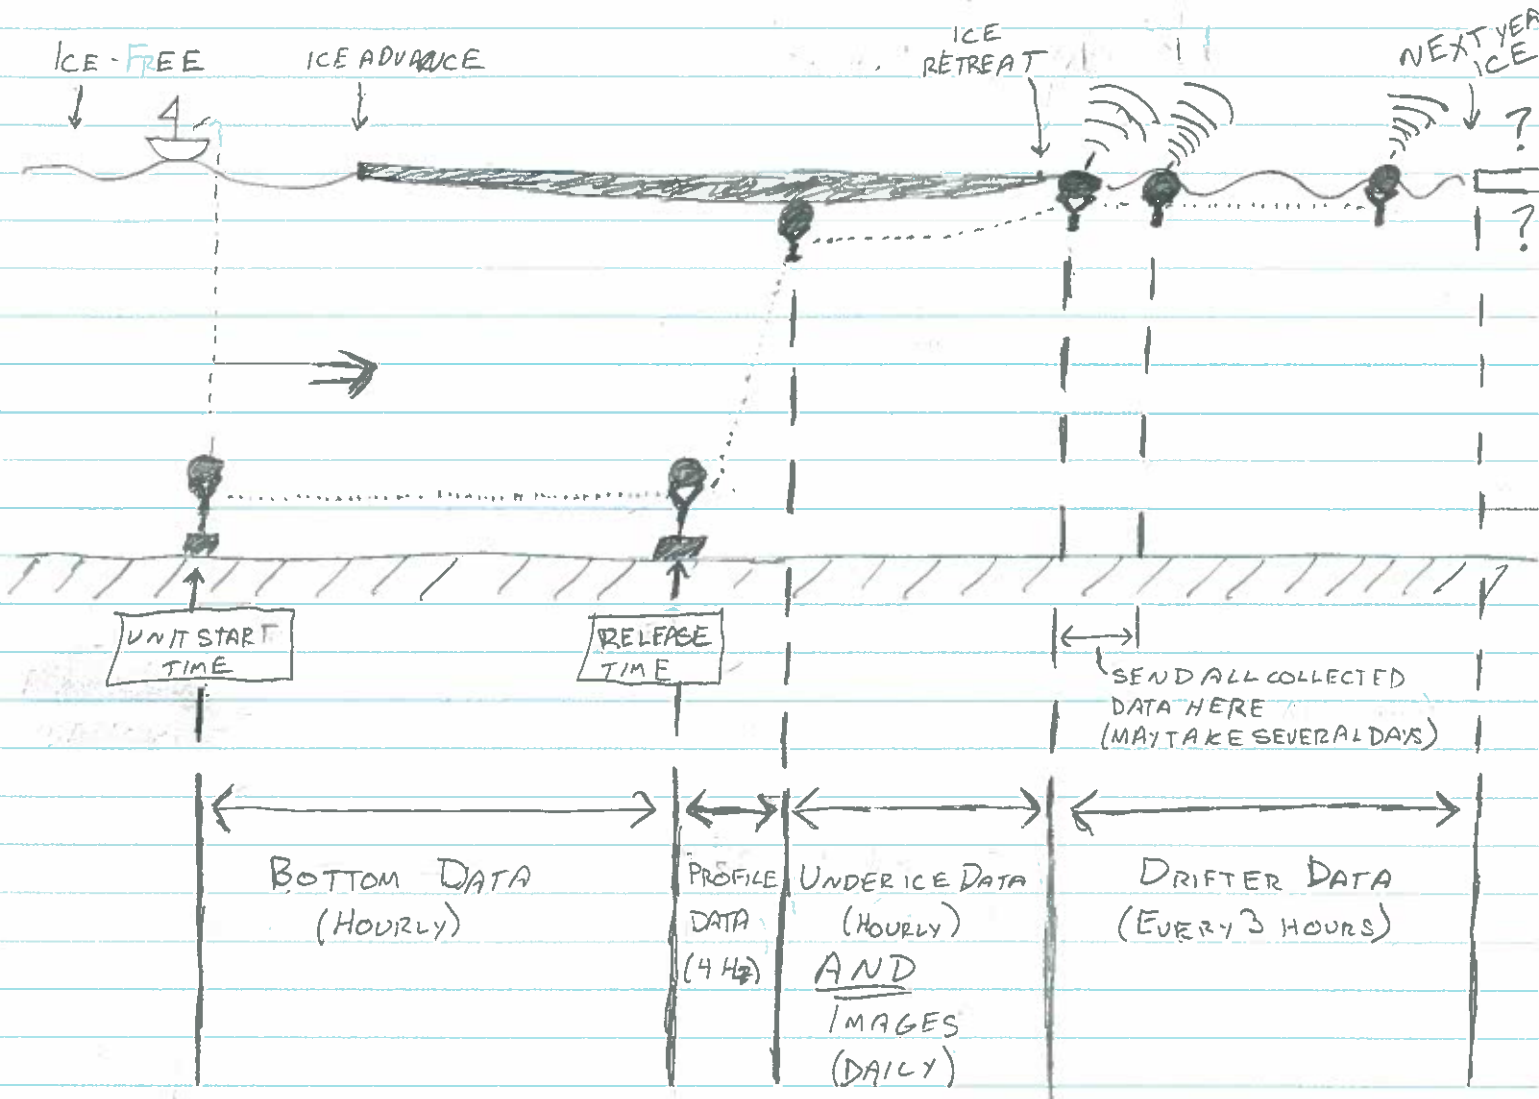 ICE-FREE
ICE ADVANCE
ICE
RETREAT
ICE
?
?
UNIT START
TIME
RELEASE
TIME
SEND ALL COLLECTED
DATA HERE
(MAY TAKE SEVERAL DAYS)
BOTTOM DATA
(HOURLY)
PROFILE
DATA
(4 Hz)
UNDER ICE DATA
(HOURLY)
AND
IMAGES
(DAILY)
DRIFTER DATA
(EVERY 3 HOURS)
NEXT YEA